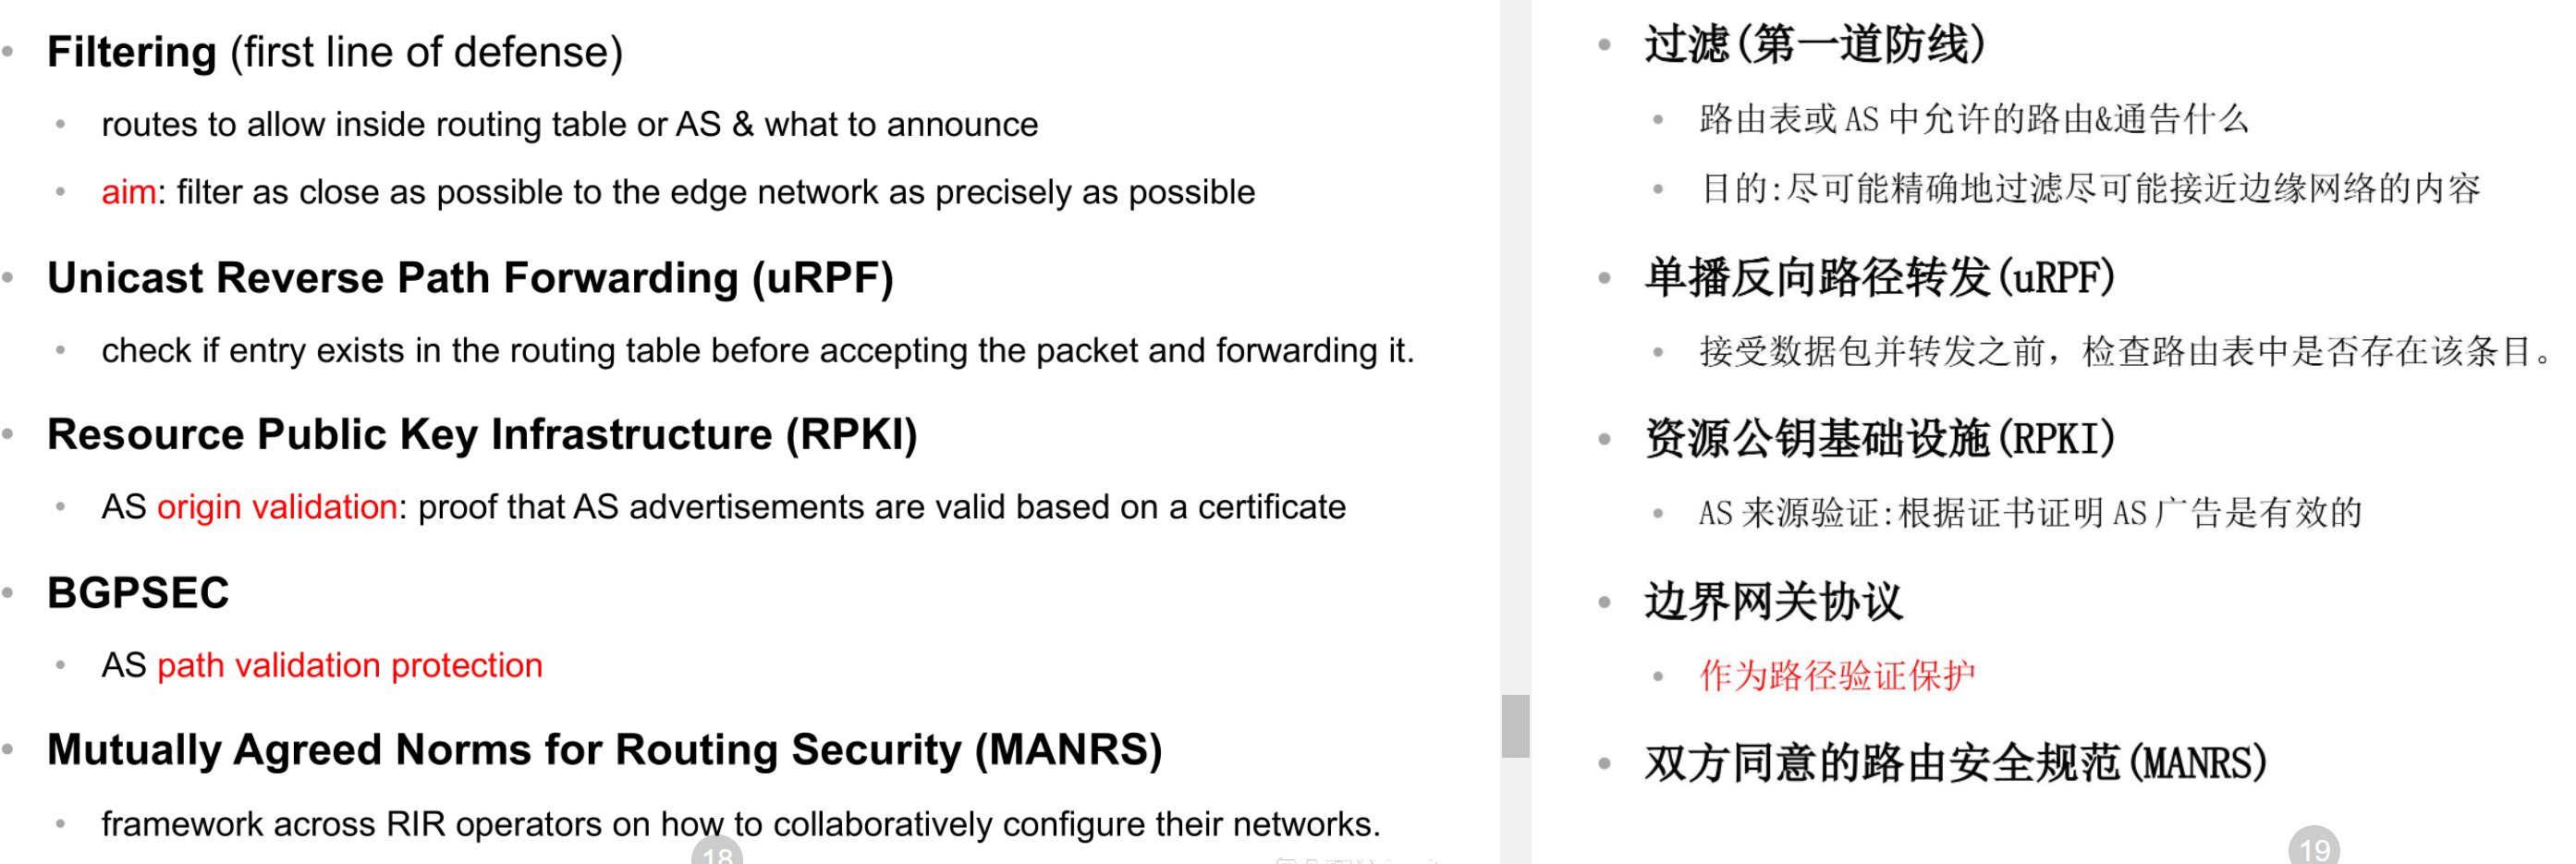 Filtering (first line of defense)
routes to allow inside routing table or AS & what to announce
aim: filter as close as possible to the edge network as precisely as possible
Unicast Reverse Path Forwarding (uRPF)
check if entry exists in the routing table before accepting the packet and forwarding it.
Resource Public Key Infrastructure (RPKI)
AS origin validation: proof that AS advertisements are valid based on a certificate
BGPSEC
AS path validation protection
Mutually Agreed Norms for Routing Security (MANRS)
framework across RIR operators on how to collaboratively configure their networks.
18
过滤(第一道防线)
路由表或 AS 中允许的路由&通告什么
目的:尽可能精确地过滤尽可能接近边缘网络的内容
单播反向路径转发(uRPF)
接受数据包并转发之前，检查路由表中是否存在该条目。
资源公钥基础设施(RPKI)
AS 来源验证:根据证书证明 AS 广告是有效的
边界网关协议
作为路径验证保护
双方同意的路由安全规范(MANRS)
19